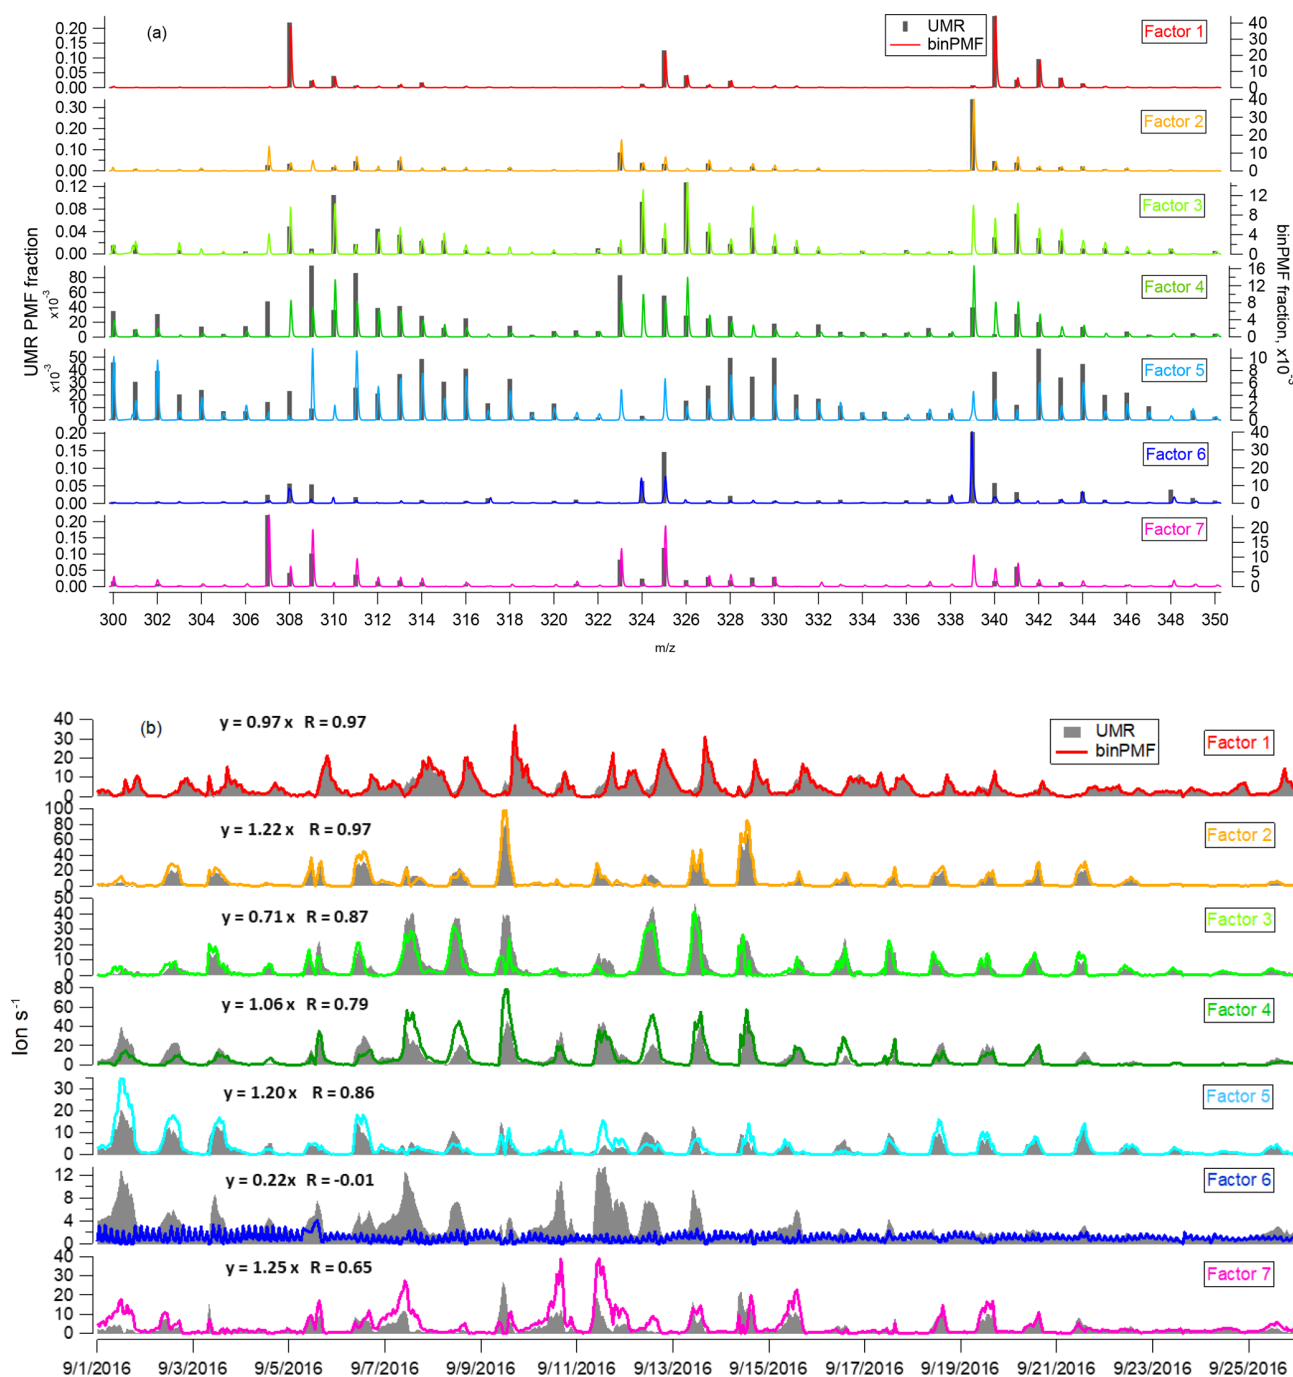 (a)
UMR
binPMF
Factor 1
0.20
0.15
0.10
0.05
0.00
40
30
20
10
0
Factor 2
0.30
0.20
0.10
0.00
40
30
20
10
0
Factor 3
0.12
0.08
0.04
0.00
12
8
4
0
Factor 4
80
60
40
20
0
16
12
8
4
0
Factor 5
50
40
30
20
10
0
10
8
6
4
2
0
Factor 6
0.20
0.15
0.10
0.05
0.00
40
30
20
10
0
Factor 7
0.20
0.15
0.10
0.05
0.00
20
15
10
5
0
UMR PMF fraction
x10⁻³
x10⁻³
binPMF fraction, x10⁻³
300 302 304 306 308 310 312 314 316 318 320 322 324 326 328 330 332 334 336 338 340 342 344 346 348 350
m/z
(b)
y = 0.97 x R = 0.97
UMR
binPMF
Factor 1
40
30
20
10
0
y = 1.22 x R = 0.97
Factor 2
100
80
60
40
20
0
y = 0.71 x R = 0.87
Factor 3
50
40
30
20
10
0
y = 1.06 x R = 0.79
Factor 4
80
60
40
20
0
y = 1.20 x R = 0.86
Factor 5
30
20
10
0
y = 0.22x R = -0.01
Factor 6
12
8
4
0
y = 1.25 x R = 0.65
Factor 7
40
30
20
10
0
Ion s⁻¹
9/1/2016 9/3/2016 9/5/2016 9/7/2016 9/9/2016 9/11/2016 9/13/2016 9/15/2016 9/17/2016 9/19/2016 9/21/2016 9/23/2016 9/25/2016